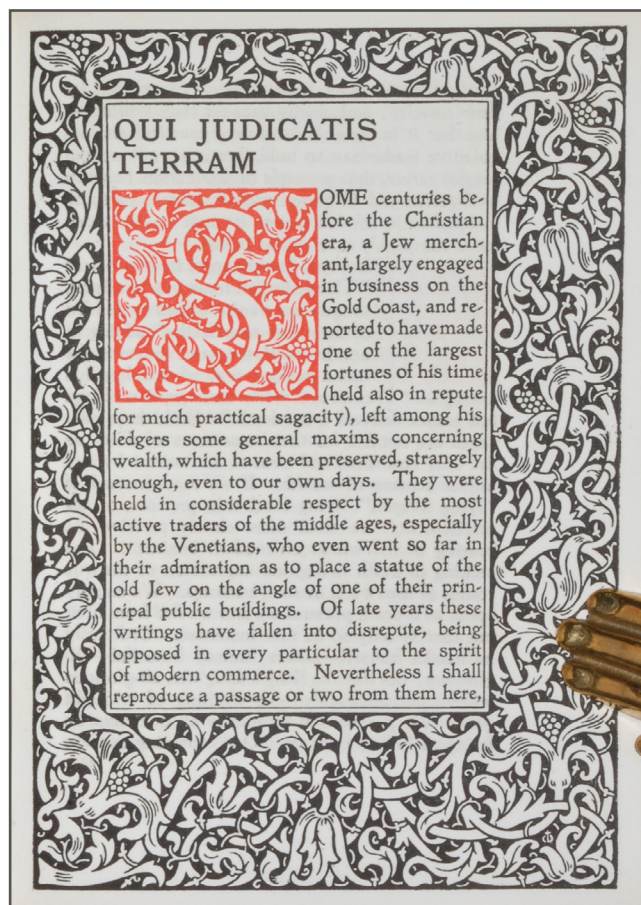 QUI JUDICATIS
TERRAM
SOME centuries be-
fore the Christian
era, a Jew merch-
ant, largely engaged
in business on the
Gold Coast, and re-
ported to have made
one of the largest
fortunes of his time
(held also in repute
for much practical sagacity), left among his
ledgers some general maxims concerning
wealth, which have been preserved, strangely
enough, even to our own days. They were
held in considerable respect by the most
active traders of the middle ages, especially
by the Venetians, who even went so far in
their admiration as to place a statue of the
old Jew on the angle of one of their prin-
cipal public buildings. Of late years these
writings have fallen into disrepute, being
opposed in every particular to the spirit
of modern commerce. Nevertheless I shall
reproduce a passage or two from them here,